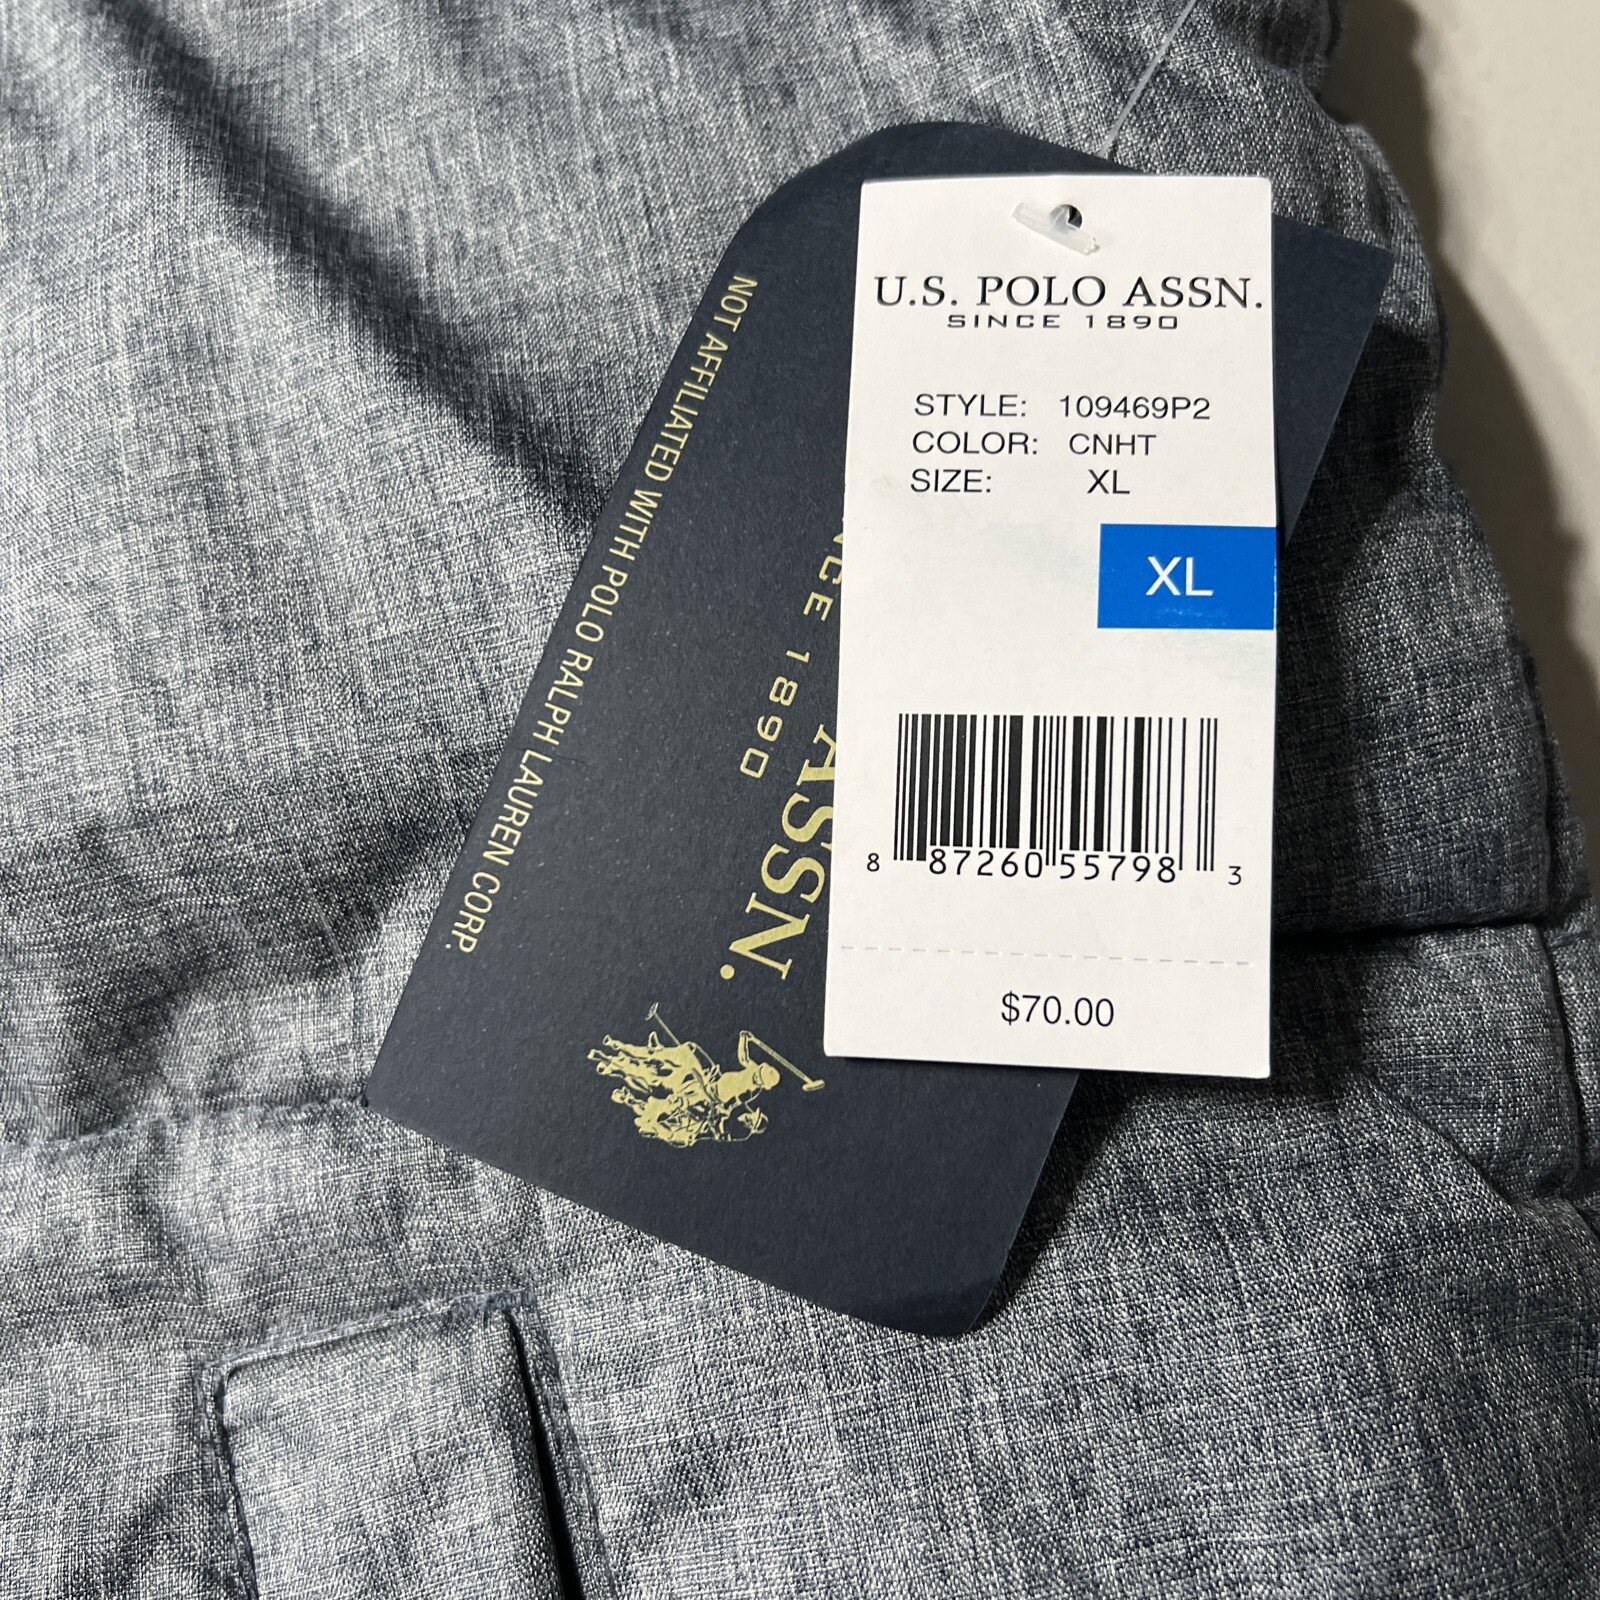 U.S. POLO ASSN.
SINCE 1890
STYLE: 109469P2
COLOR: CNHT
SIZE: XL
XL
8 87260 55798 3
$70.00
NOT AFFILIATED WITH POLO RALPH LAUREN CORP.
1890
ASSN.